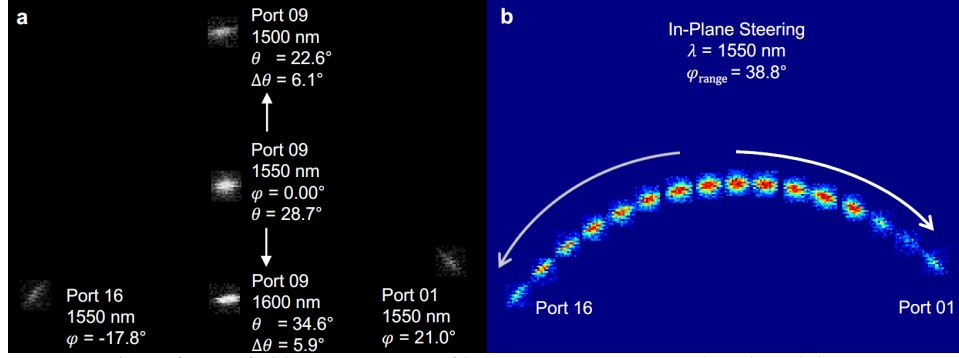 a
Port 09
1500 nm
θ = 22.6°
Δθ = 6.1°
Port 09
1550 nm
φ = 0.00°
θ = 28.7°
Port 16
1550 nm
φ = -17.8°
Port 09
1600 nm
θ = 34.6°
Δθ = 5.9°
Port 01
1550 nm
φ = 21.0°
b
In-Plane Steering
λ = 1550 nm
φrange = 38.8°
Port 16
Port 01